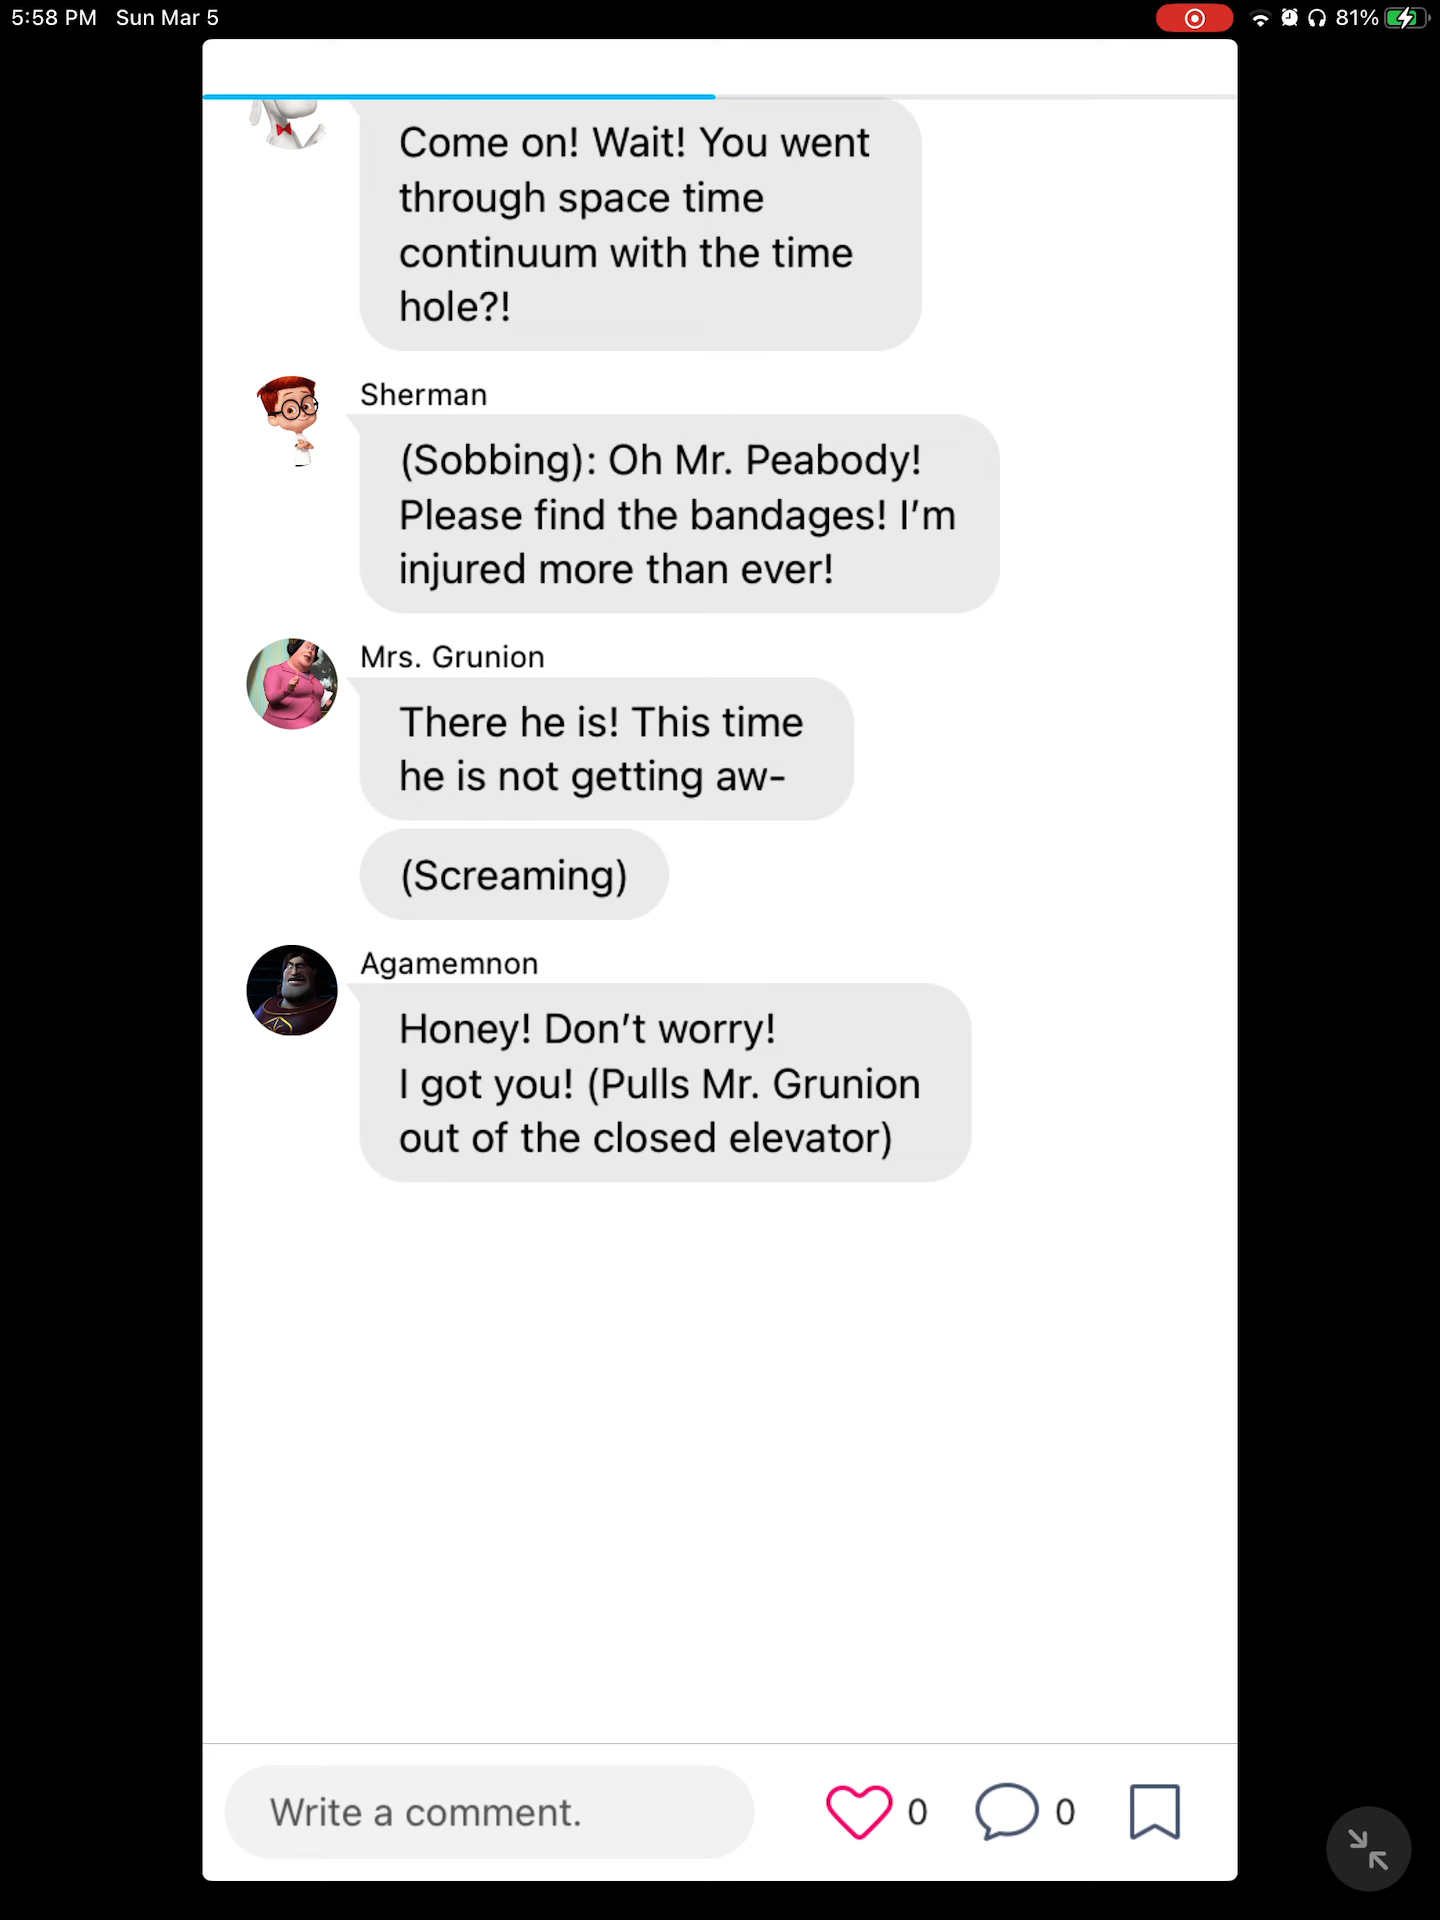 5:58 PM Sun Mar 5
81%
Come on! Wait! You went
through space time
continuum with the time
hole?!
Sherman
(Sobbing): Oh Mr. Peabody!
Please find the bandages! I’m
injured more than ever!
Mrs. Grunion
There he is! This time
he is not getting aw-
(Screaming)
Agamemnon
Honey! Don’t worry!
I got you! (Pulls Mr. Grunion
out of the closed elevator)
Write a comment.
0
0